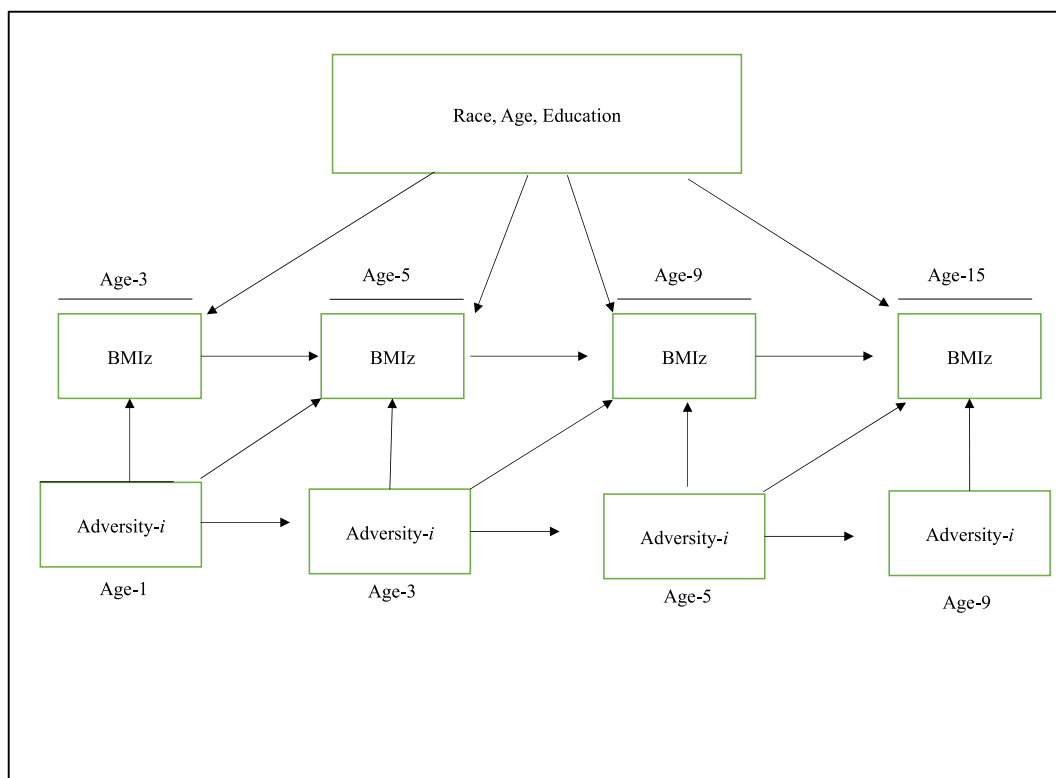 Race, Age, Education
Age-3
Age-5
Age-9
Age-15
BMIz
BMIz
BMIz
BMIz
Adversity-i
Adversity-i
Adversity-i
Adversity-i
Age-1
Age-3
Age-5
Age-9